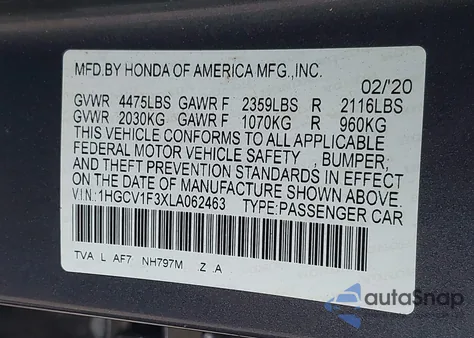 MFD.BY HONDA OF AMERICA MFG.,INC.
02/'20
GVWR 4475LBS GAWR F 2359LBS R 2116LBS
GVWR 2030KG GAWR F 1070KG R 960KG
THIS VEHICLE CONFORMS TO ALL APPLICABLE
FEDERAL MOTOR VEHICLE SAFETY , BUMPER;
AND THEFT PREVENTION STANDARDS IN EFFECT
ON THE DATE OF MANUFACTURE SHOWN ABOVE.
VIN:1HGCV1F3XLA062463 TYPE:PASSENGER CAR
TVA L AF7 NH797M .Z .A
autoSnap